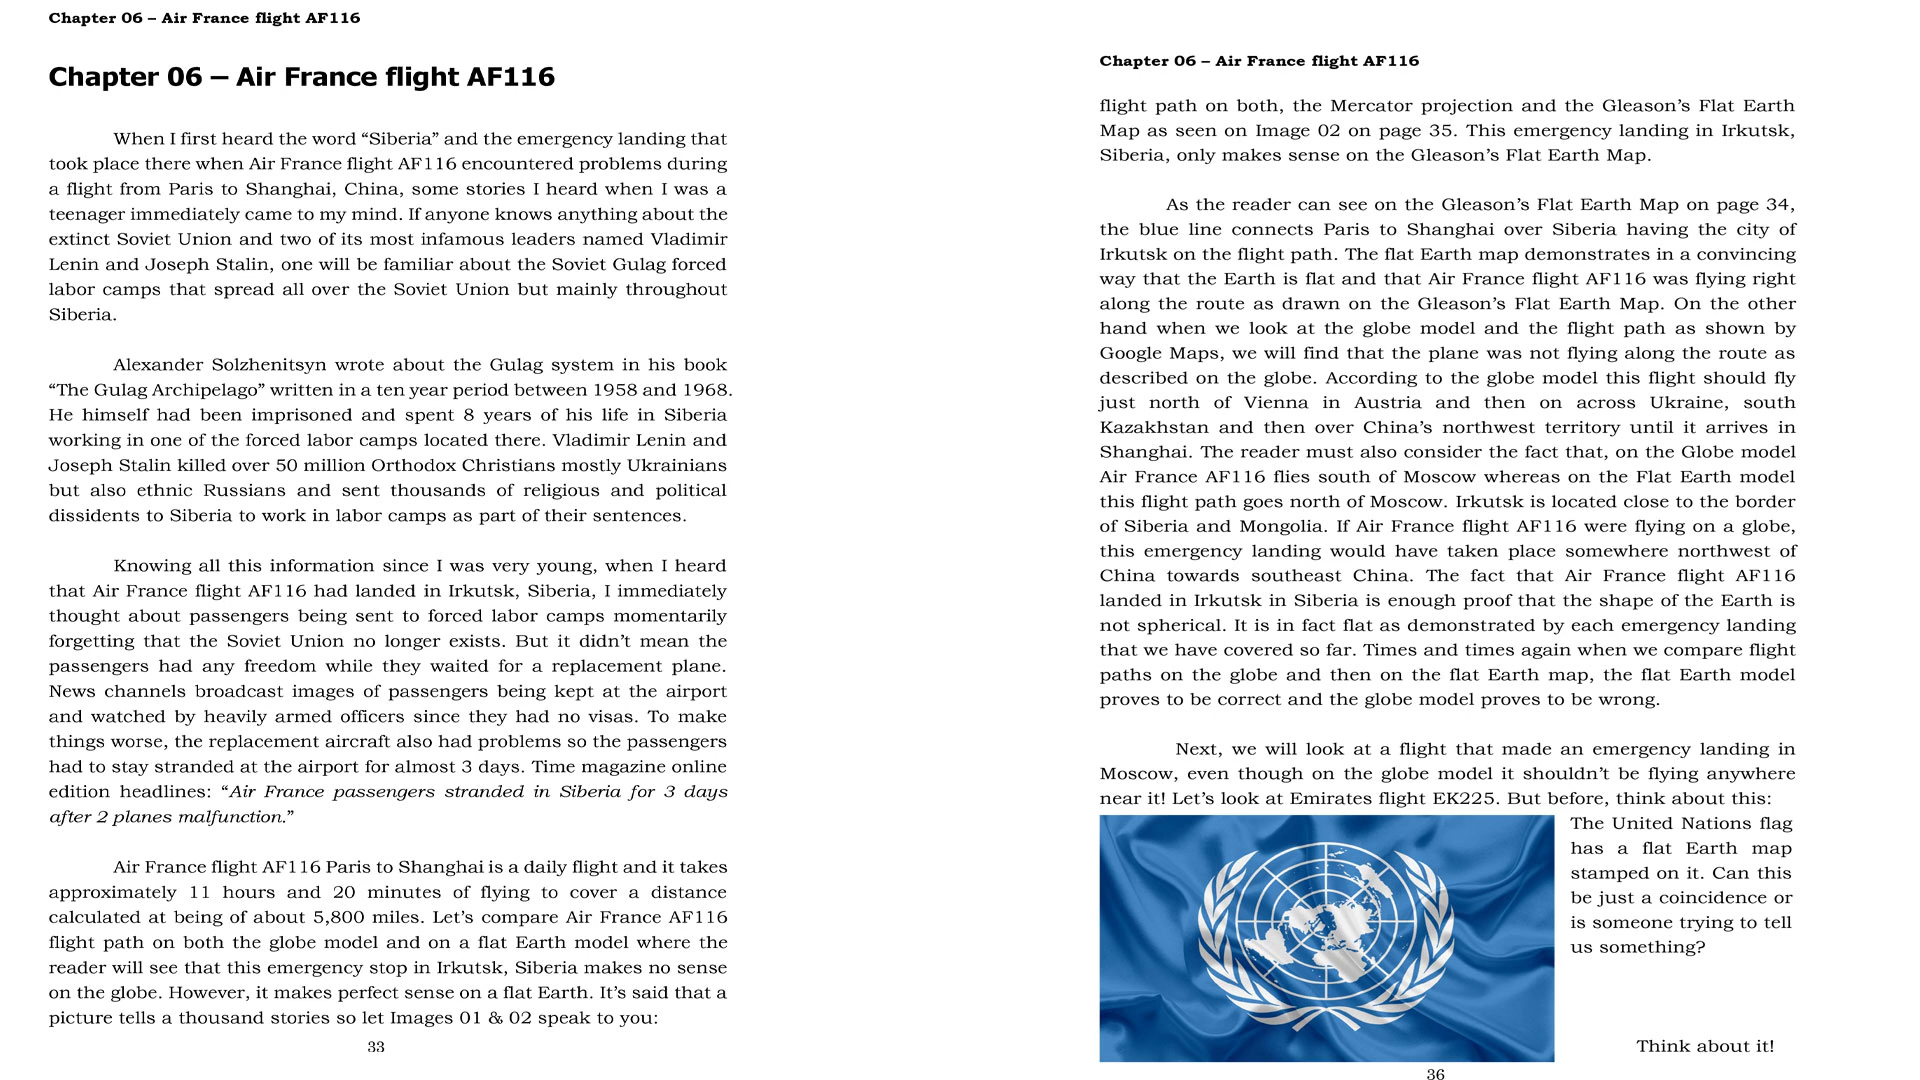 Chapter 06 – Air France flight AF116
Chapter 06 – Air France flight AF116
When I first heard the word “Siberia” and the emergency landing that
took place there when Air France flight AF116 encountered problems during
a flight from Paris to Shanghai, China, some stories I heard when I was a
teenager immediately came to my mind. If anyone knows anything about the
extinct Soviet Union and two of its most infamous leaders named Vladimir
Lenin and Joseph Stalin, one will be familiar about the Soviet Gulag forced
labor camps that spread all over the Soviet Union but mainly throughout
Siberia.
Alexander Solzhenitsyn wrote about the Gulag system in his book
“The Gulag Archipelago” written in a ten year period between 1958 and 1968.
He himself had been imprisoned and spent 8 years of his life in Siberia
working in one of the forced labor camps located there. Vladimir Lenin and
Joseph Stalin killed over 50 million Orthodox Christians mostly Ukrainians
but also ethnic Russians and sent thousands of religious and political
dissidents to Siberia to work in labor camps as part of their sentences.
Knowing all this information since I was very young, when I heard
that Air France flight AF116 had landed in Irkutsk, Siberia, I immediately
thought about passengers being sent to forced labor camps momentarily
forgetting that the Soviet Union no longer exists. But it didn’t mean the
passengers had any freedom while they waited for a replacement plane.
News channels broadcast images of passengers being kept at the airport
and watched by heavily armed officers since they had no visas. To make
things worse, the replacement aircraft also had problems so the passengers
had to stay stranded at the airport for almost 3 days. Time magazine online
edition headlines: “Air France passengers stranded in Siberia for 3 days
after 2 planes malfunction.”
Air France flight AF116 Paris to Shanghai is a daily flight and it takes
approximately 11 hours and 20 minutes of flying to cover a distance
calculated at being of about 5,800 miles. Let’s compare Air France AF116
flight path on both the globe model and on a flat Earth model where the
reader will see that this emergency stop in Irkutsk, Siberia makes no sense
on the globe. However, it makes perfect sense on a flat Earth. It’s said that a
picture tells a thousand stories so let Images 01 & 02 speak to you:
33
Chapter 06 – Air France flight AF116
flight path on both, the Mercator projection and the Gleason’s Flat Earth
Map as seen on Image 02 on page 35. This emergency landing in Irkutsk,
Siberia, only makes sense on the Gleason’s Flat Earth Map.
As the reader can see on the Gleason’s Flat Earth Map on page 34,
the blue line connects Paris to Shanghai over Siberia having the city of
Irkutsk on the flight path. The flat Earth map demonstrates in a convincing
way that the Earth is flat and that Air France flight AF116 was flying right
along the route as drawn on the Gleason’s Flat Earth Map. On the other
hand when we look at the globe model and the flight path as shown by
Google Maps, we will find that the plane was not flying along the route as
described on the globe. According to the globe model this flight should fly
just north of Vienna in Austria and then on across Ukraine, south
Kazakhstan and then over China’s northwest territory until it arrives in
Shanghai. The reader must also consider the fact that, on the Globe model
Air France AF116 flies south of Moscow whereas on the Flat Earth model
this flight path goes north of Moscow. Irkutsk is located close to the border
of Siberia and Mongolia. If Air France flight AF116 were flying on a globe,
this emergency landing would have taken place somewhere northwest of
China towards southeast China. The fact that Air France flight AF116
landed in Irkutsk in Siberia is enough proof that the shape of the Earth is
not spherical. It is in fact flat as demonstrated by each emergency landing
that we have covered so far. Times and times again when we compare flight
paths on the globe and then on the flat Earth map, the flat Earth model
proves to be correct and the globe model proves to be wrong.
Next, we will look at a flight that made an emergency landing in
Moscow, even though on the globe model it shouldn’t be flying anywhere
near it! Let’s look at Emirates flight EK225. But before, think about this:
The United Nations flag
has a flat Earth map
stamped on it. Can this
be just a coincidence or
is someone trying to tell
us something?
Think about it!
36